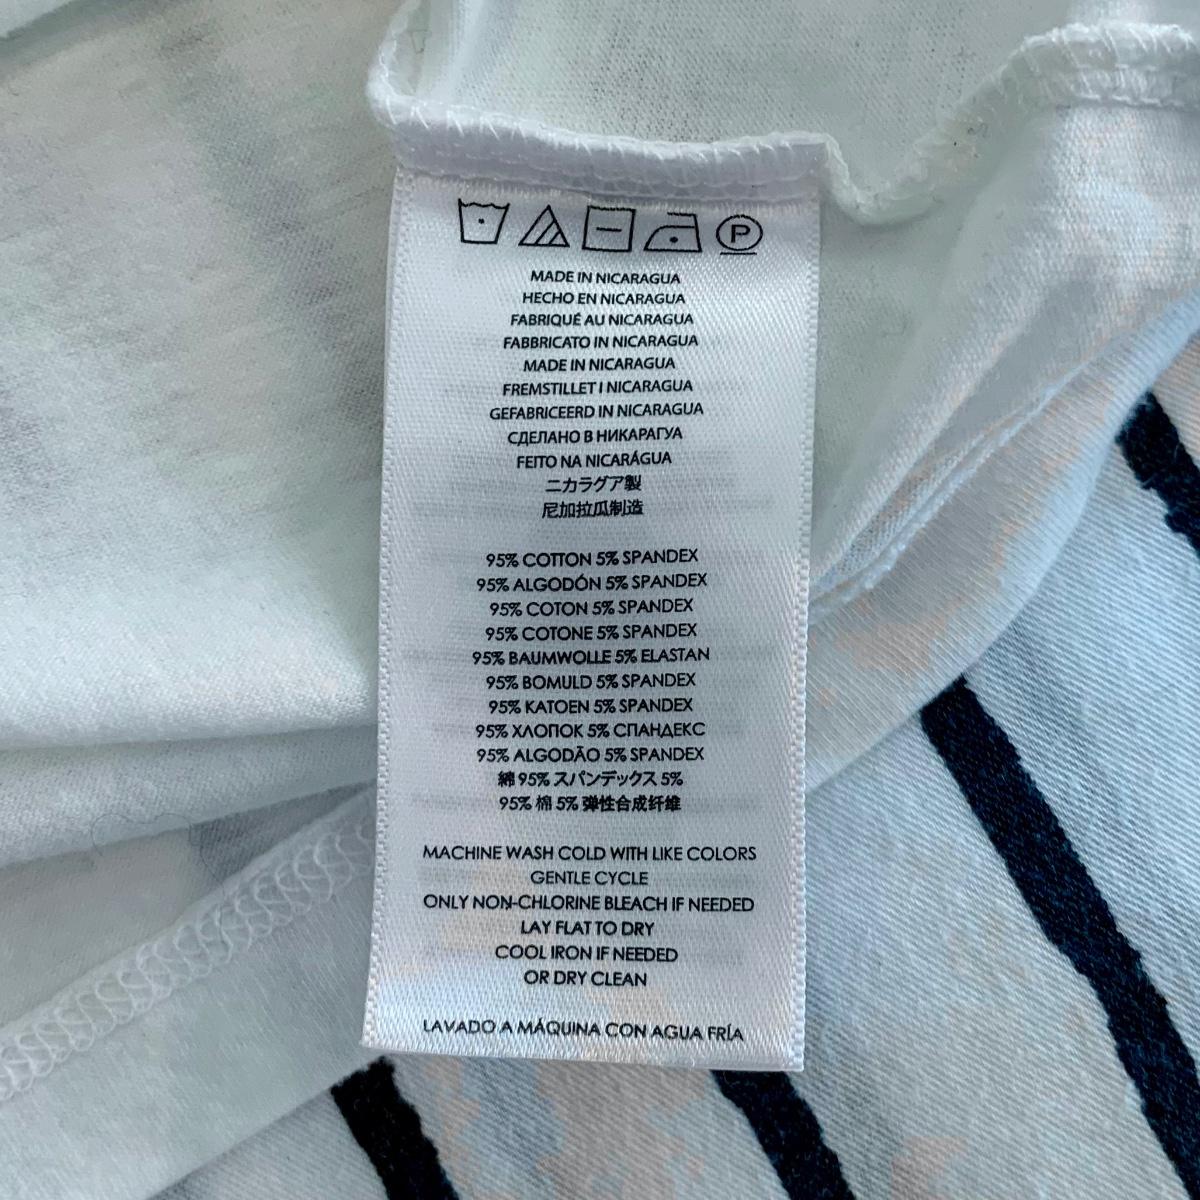 P
MADE IN NICARAGUA
HECHO EN NICARAGUA
FABRIQUÉ AU NICARAGUA
FABBRICATO IN NICARAGUA
MADE IN NICARAGUA
FREMSTILLET I NICARAGUA
GEFABRICEERD IN NICARAGUA
СДЕЛАНО В НИКАРАГУА
FEITO NA NICARÁGUA
ニカラグア製
尼加拉瓜制造
95% COTTON 5% SPANDEX
95% ALGODÓN 5% SPANDEX
95% COTON 5% SPANDEX
95% COTONE 5% SPANDEX
95% BAUMWOLLE 5% ELASTAN
95% BOMULD 5% SPANDEX
95% KATOEN 5% SPANDEX
95% ХЛОПОК 5% СПАНДЕКС
95% ALGODÃO 5% SPANDEX
綿 95% スパンデックス 5%
95% 棉 5% 弹性合成纤维
MACHINE WASH COLD WITH LIKE COLORS
GENTLE CYCLE
ONLY NON-CHLORINE BLEACH IF NEEDED
LAY FLAT TO DRY
COOL IRON IF NEEDED
OR DRY CLEAN
LAVADO A MÁQUINA CON AGUA FRÍA